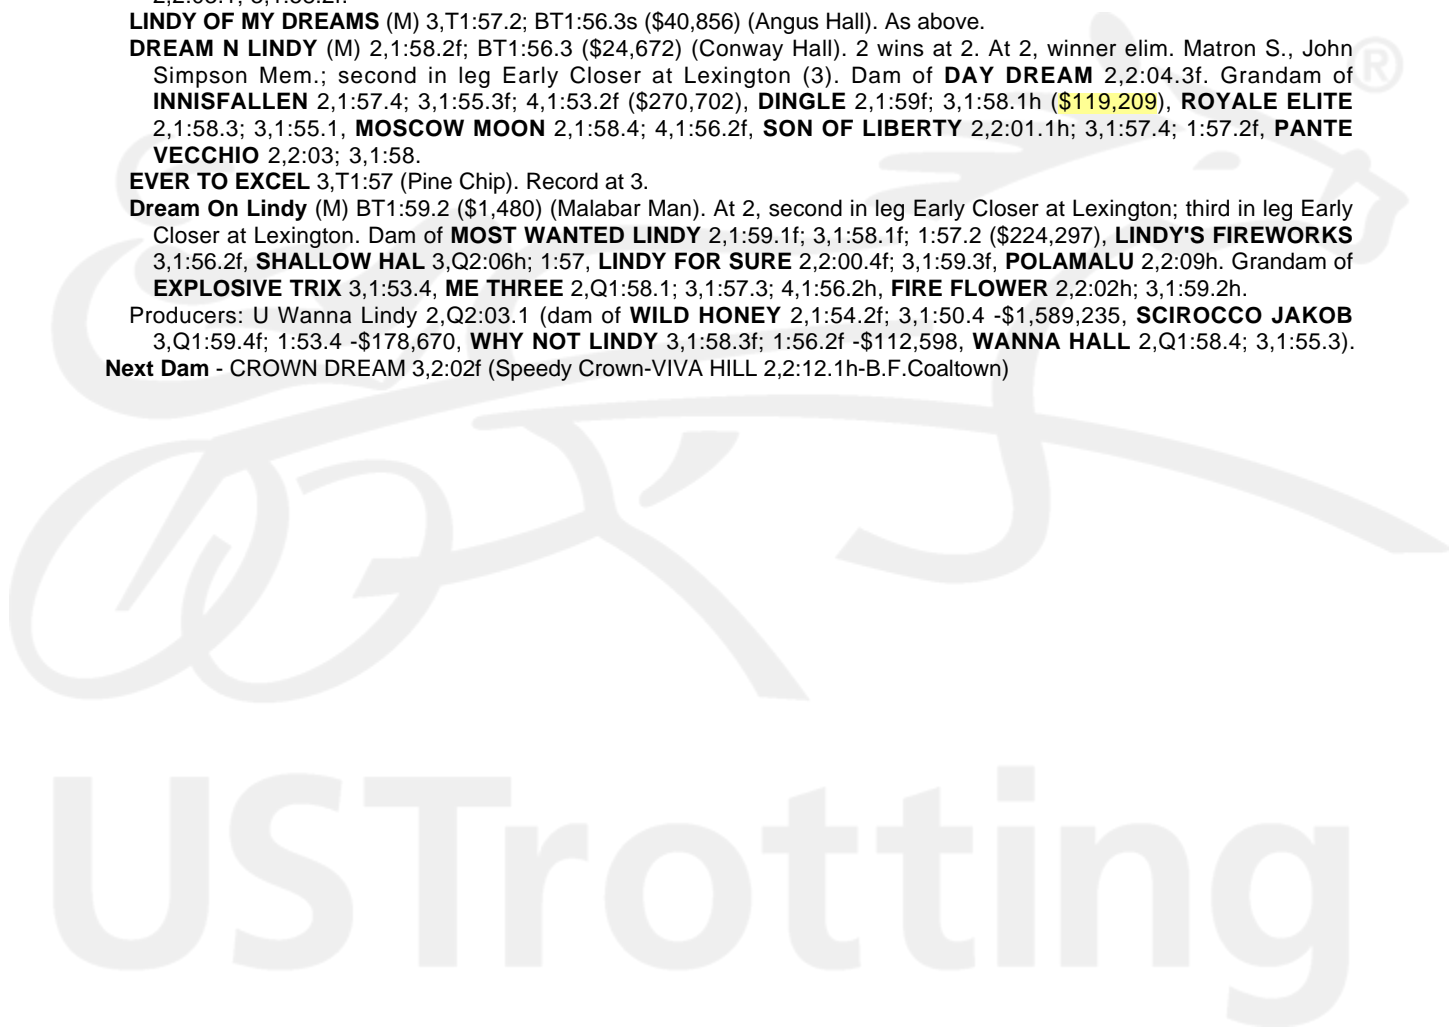 LINDY OF MY DREAMS (M) 3,T1:57.2; BT1:56.3s ($40,856) (Angus Hall). As above.
DREAM N LINDY (M) 2,1:58.2f; BT1:56.3 ($24,672) (Conway Hall). 2 wins at 2. At 2, winner elim. Matron S., John
Simpson Mem.; second in leg Early Closer at Lexington (3). Dam of DAY DREAM 2,2:04.3f. Grandam of
INNISFALLEN 2,1:57.4; 3,1:55.3f; 4,1:53.2f ($270,702), DINGLE 2,1:59f; 3,1:58.1h ($119,209), ROYALE ELITE
2,1:58.3; 3,1:55.1, MOSCOW MOON 2,1:58.4; 4,1:56.2f, SON OF LIBERTY 2,2:01.1h; 3,1:57.4; 1:57.2f, PANTE
VECCHIO 2,2:03; 3,1:58.
EVER TO EXCEL 3,T1:57 (Pine Chip). Record at 3.
Dream On Lindy (M) BT1:59.2 ($1,480) (Malabar Man). At 2, second in leg Early Closer at Lexington; third in leg Early
Closer at Lexington. Dam of MOST WANTED LINDY 2,1:59.1f; 3,1:58.1f; 1:57.2 ($224,297), LINDY'S FIREWORKS
3,1:56.2f, SHALLOW HAL 3,Q2:06h; 1:57, LINDY FOR SURE 2,2:00.4f; 3,1:59.3f, POLAMALU 2,2:09h. Grandam of
EXPLOSIVE TRIX 3,1:53.4, ME THREE 2,Q1:58.1; 3,1:57.3; 4,1:56.2h, FIRE FLOWER 2,2:02h; 3,1:59.2h.
Producers: U Wanna Lindy 2,Q2:03.1 (dam of WILD HONEY 2,1:54.2f; 3,1:50.4 -$1,589,235, SCIROCCO JAKOB
3,Q1:59.4f; 1:53.4 -$178,670, WHY NOT LINDY 3,1:58.3f; 1:56.2f -$112,598, WANNA HALL 2,Q1:58.4; 3,1:55.3).
Next Dam - CROWN DREAM 3,2:02f (Speedy Crown-VIVA HILL 2,2:12.1h-B.F.Coaltown)
®
USTrotting